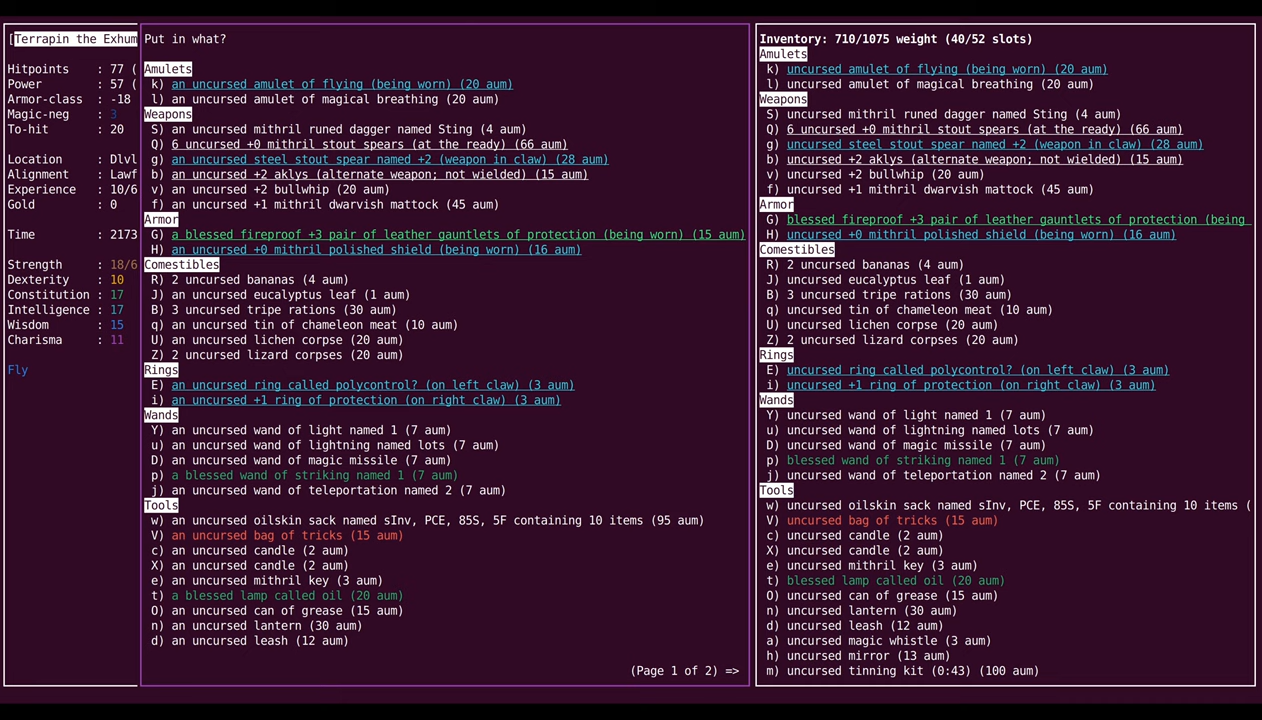 [Terrapin the Exhum
Hitpoints    : 77 (
Power        : 57 (
Armor-class  : -18
Magic-neg    : 3
To-hit       : 20
Location     : Dlvl
Alignment    : Lawf
Experience   : 10/6
Gold         : 0
Time         : 2173
Strength     : 18/6
Dexterity    : 10
Constitution : 17
Intelligence : 17
Wisdom       : 15
Charisma     : 11
Fly
Put in what?
Amulets
k) an uncursed amulet of flying (being worn) (20 aum)
l) an uncursed amulet of magical breathing (20 aum)
Weapons
S) an uncursed mithril runed dagger named Sting (4 aum)
Q) 6 uncursed +0 mithril stout spears (at the ready) (66 aum)
g) an uncursed steel stout spear named +2 (weapon in claw) (28 aum)
b) an uncursed +2 aklys (alternate weapon; not wielded) (15 aum)
v) an uncursed +2 bullwhip (20 aum)
f) an uncursed +1 mithril dwarvish mattock (45 aum)
Armor
G) a blessed fireproof +3 pair of leather gauntlets of protection (being worn) (15 aum)
H) an uncursed +0 mithril polished shield (being worn) (16 aum)
Comestibles
R) 2 uncursed bananas (4 aum)
J) an uncursed eucalyptus leaf (1 aum)
B) 3 uncursed tripe rations (30 aum)
q) an uncursed tin of chameleon meat (10 aum)
U) an uncursed lichen corpse (20 aum)
Z) 2 uncursed lizard corpses (20 aum)
Rings
E) an uncursed ring called polycontrol? (on left claw) (3 aum)
i) an uncursed +1 ring of protection (on right claw) (3 aum)
Wands
Y) an uncursed wand of light named 1 (7 aum)
u) an uncursed wand of lightning named lots (7 aum)
D) an uncursed wand of magic missile (7 aum)
p) a blessed wand of striking named 1 (7 aum)
j) an uncursed wand of teleportation named 2 (7 aum)
Tools
w) an uncursed oilskin sack named sInv, PCE, 85S, 5F containing 10 items (95 aum)
V) an uncursed bag of tricks (15 aum)
c) an uncursed candle (2 aum)
X) an uncursed candle (2 aum)
e) an uncursed mithril key (3 aum)
t) a blessed lamp called oil (20 aum)
O) an uncursed can of grease (15 aum)
n) an uncursed lantern (30 aum)
d) an uncursed leash (12 aum)
(Page 1 of 2) =>
Inventory: 710/1075 weight (40/52 slots)
Amulets
k) uncursed amulet of flying (being worn) (20 aum)
l) uncursed amulet of magical breathing (20 aum)
Weapons
S) uncursed mithril runed dagger named Sting (4 aum)
Q) 6 uncursed +0 mithril stout spears (at the ready) (66 aum)
g) uncursed steel stout spear named +2 (weapon in claw) (28 aum)
b) uncursed +2 aklys (alternate weapon; not wielded) (15 aum)
v) uncursed +2 bullwhip (20 aum)
f) uncursed +1 mithril dwarvish mattock (45 aum)
Armor
G) blessed fireproof +3 pair of leather gauntlets of protection (being
H) uncursed +0 mithril polished shield (being worn) (16 aum)
Comestibles
R) 2 uncursed bananas (4 aum)
J) uncursed eucalyptus leaf (1 aum)
B) 3 uncursed tripe rations (30 aum)
q) uncursed tin of chameleon meat (10 aum)
U) uncursed lichen corpse (20 aum)
Z) 2 uncursed lizard corpses (20 aum)
Rings
E) uncursed ring called polycontrol? (on left claw) (3 aum)
i) uncursed +1 ring of protection (on right claw) (3 aum)
Wands
Y) uncursed wand of light named 1 (7 aum)
u) uncursed wand of lightning named lots (7 aum)
D) uncursed wand of magic missile (7 aum)
p) blessed wand of striking named 1 (7 aum)
j) uncursed wand of teleportation named 2 (7 aum)
Tools
w) uncursed oilskin sack named sInv, PCE, 85S, 5F containing 10 items (
V) uncursed bag of tricks (15 aum)
c) uncursed candle (2 aum)
X) uncursed candle (2 aum)
e) uncursed mithril key (3 aum)
t) blessed lamp called oil (20 aum)
O) uncursed can of grease (15 aum)
n) uncursed lantern (30 aum)
d) uncursed leash (12 aum)
a) uncursed magic whistle (3 aum)
h) uncursed mirror (13 aum)
m) uncursed tinning kit (0:43) (100 aum)